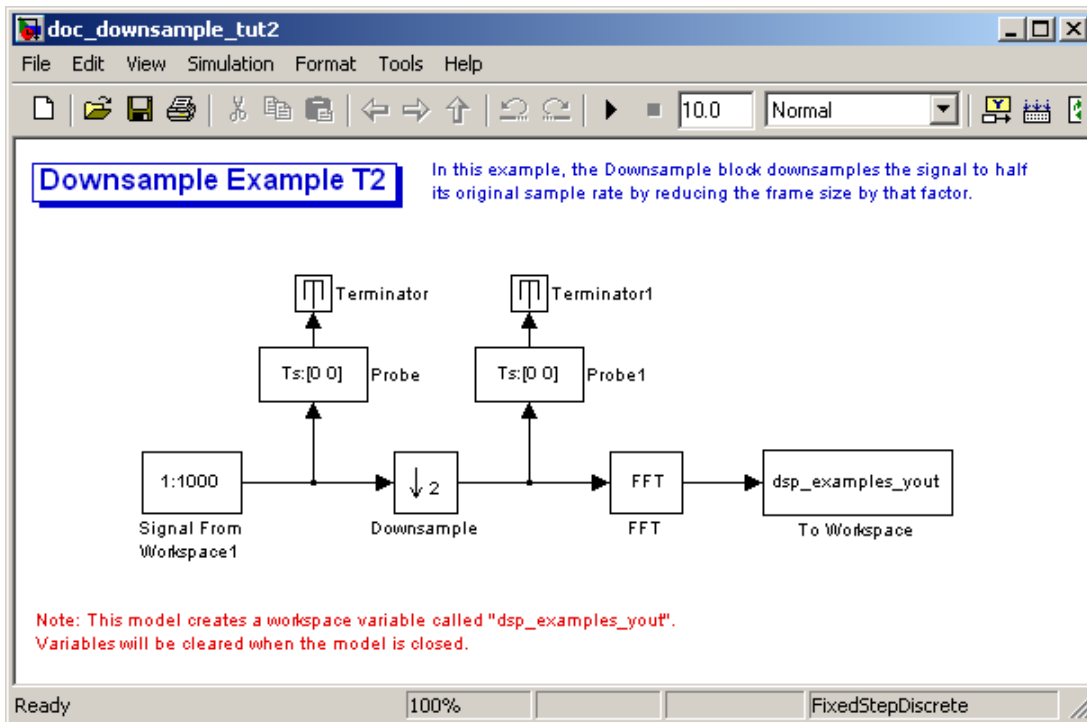 doc_downsample_tut2
File Edit View Simulation Format Tools Help
10.0 Normal
Downsample Example T2
In this example, the Downsample block downsamples the signal to half
its original sample rate by reducing the frame size by that factor.
Terminator Terminator1
Ts:[0 0] Probe Ts:[0 0] Probe1
1:1000 2 FFT dsp_examples_yout
Signal From
Workspace1
Downsample FFT To Workspace
Note: This model creates a workspace variable called "dsp_examples_yout".
Variables will be cleared when the model is closed.
Ready 100% FixedStepDiscrete